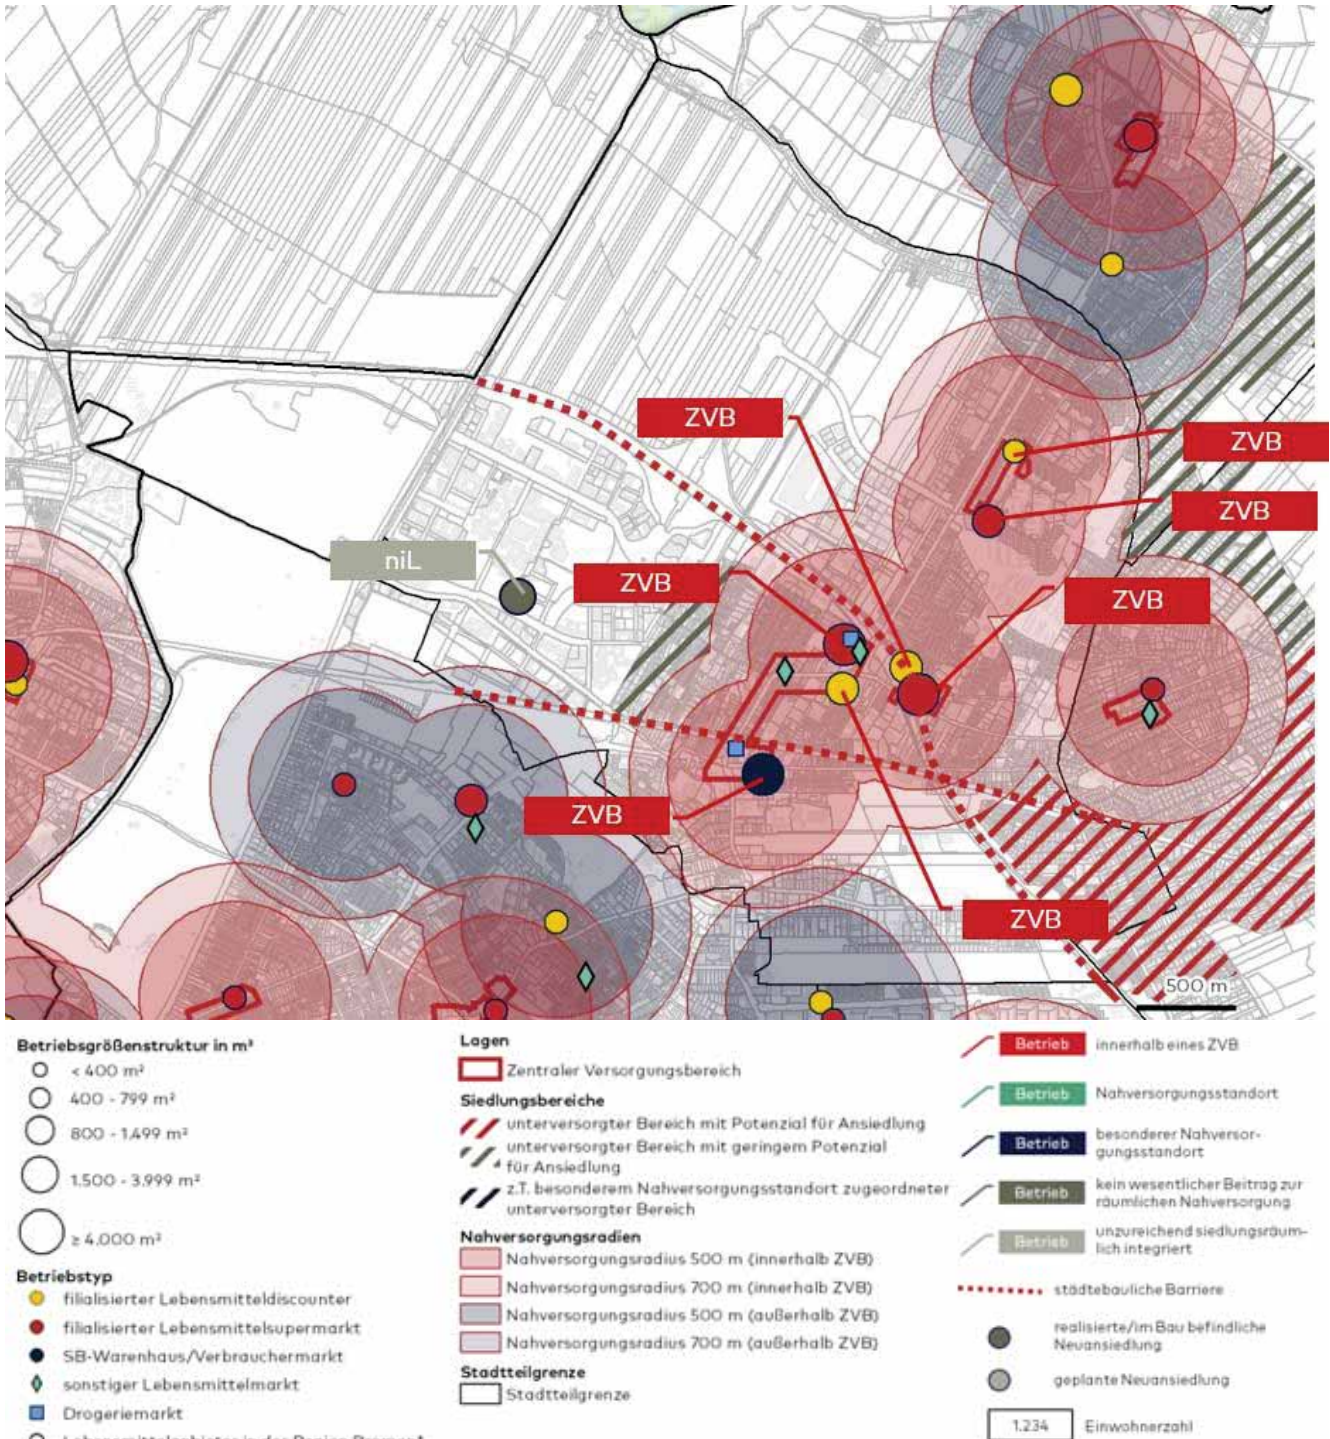 ZVB
ZVB
ZVB
niL
ZVB
ZVB
ZVB
ZVB
500 m
Betriebsgrößenstruktur in m²
< 400 m²
400 - 799 m²
800 - 1.499 m²
1.500 - 3.999 m²
≥ 4.000 m²
Betriebstyp
filialisierter Lebensmitteldiscounter
filialisierter Lebensmittelsupermarkt
SB-Warenhaus/Verbrauchermarkt
sonstiger Lebensmittelmarkt
Drogeriemarkt
Lagen
Zentraler Versorgungsbereich
Siedlungsbereiche
unterversorgter Bereich mit Potenzial für Ansiedlung
unterversorgter Bereich mit geringem Potenzial
für Ansiedlung
z.T. besonderem Nahversorgungsstandort zugeordneter
unterversorgter Bereich
Nahversorgungsradien
Nahversorgungsradius 500 m (innerhalb ZVB)
Nahversorgungsradius 700 m (innerhalb ZVB)
Nahversorgungsradius 500 m (außerhalb ZVB)
Nahversorgungsradius 700 m (außerhalb ZVB)
Stadtteilgrenze
Stadtteilgrenze
Betrieb innerhalb eines ZVB
Betrieb Nahversorgungsstandort
Betrieb besonderer Nahversor-
gungsstandort
Betrieb kein wesentlicher Beitrag zur
räumlichen Nahversorgung
Betrieb unzureichend siedlungsräum-
lich integriert
städtebauliche Barriere
realisierte/im Bau befindliche
Neuansiedlung
geplante Neuansiedlung
1.234 Einwohnerzahl